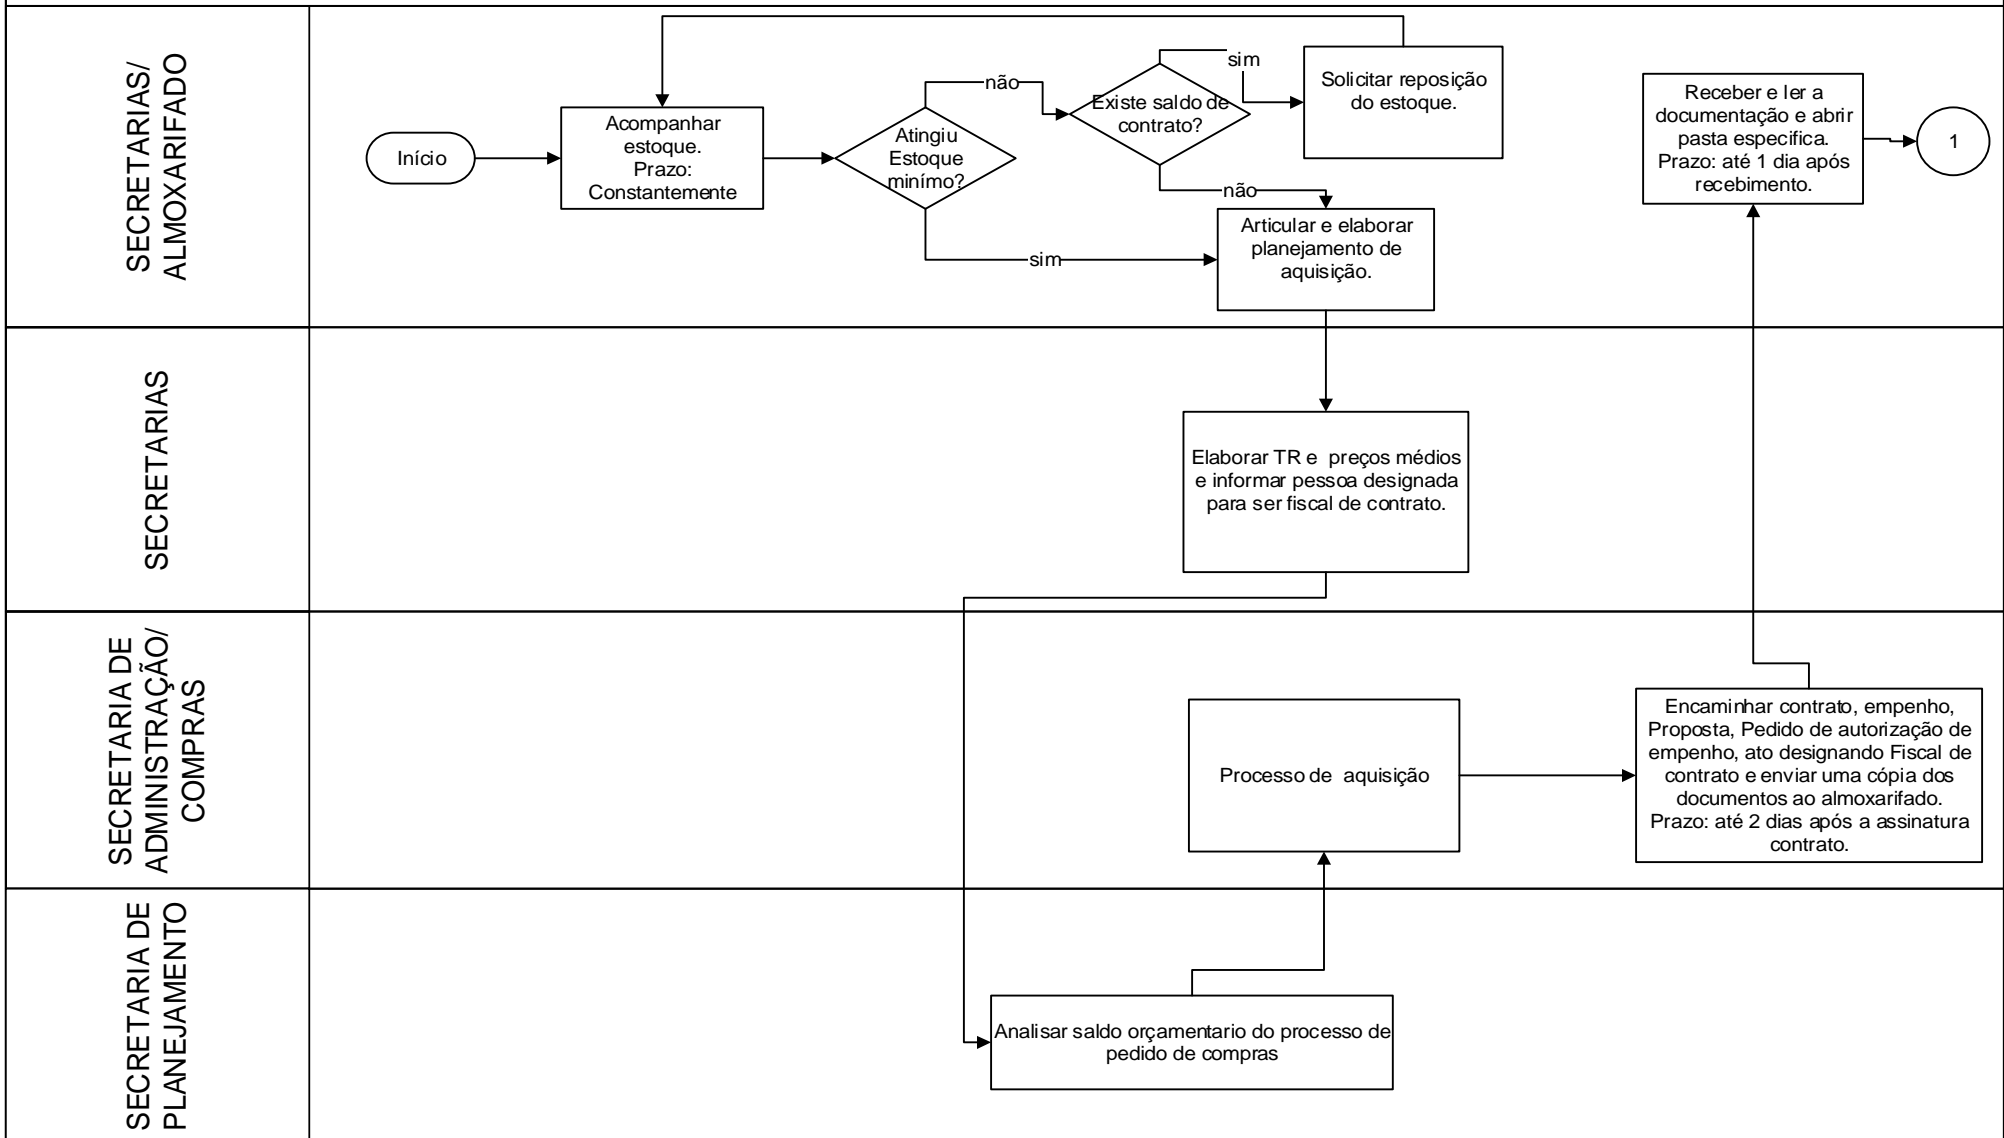 SECRETARIAS/
ALMOXARIFADO
Início
Acompanhar
estoque.
Prazo:
Constantemente
Atingiu
Estoque
minímo?
não
sim
Existe saldo de
contrato?
sim
não
Solicitar reposição
do estoque.
Articular e elaborar
planejamento de
aquisição.
Receber e ler a
documentação e abrir
pasta especifica.
Prazo: até 1 dia após
recebimento.
1
SECRETARIAS
Elaborar TR e preços médios
e informar pessoa designada
para ser fiscal de contrato.
SECRETARIA DE
ADMINISTRAÇÃO/
COMPRAS
Processo de aquisição
Encaminhar contrato, empenho,
Proposta, Pedido de autorização de
empenho, ato designando Fiscal de
contrato e enviar uma cópia dos
documentos ao almoxarifado.
Prazo: até 2 dias após a assinatura
contrato.
SECRETARIA DE
PLANEJAMENTO
Analisar saldo orçamentario do processo de
pedido de compras